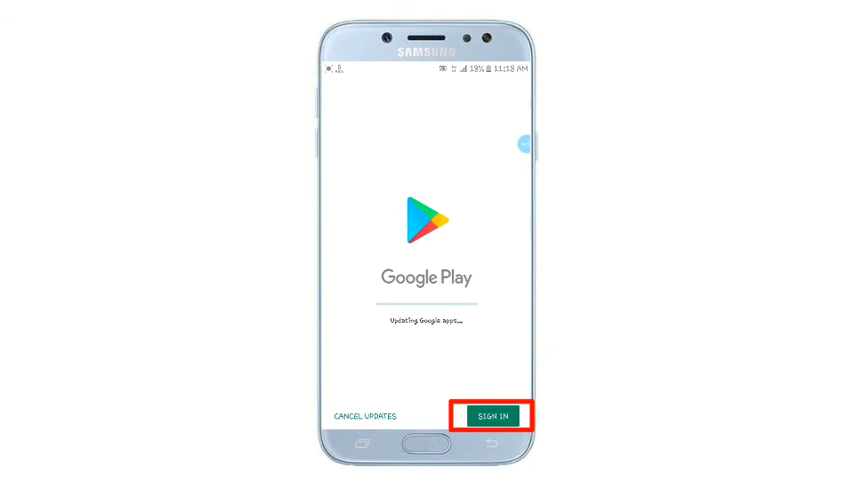 SAMSUNG
18% 11:18 AM
Google Play
Updating Google apps...
CANCEL UPDATES
SIGN IN